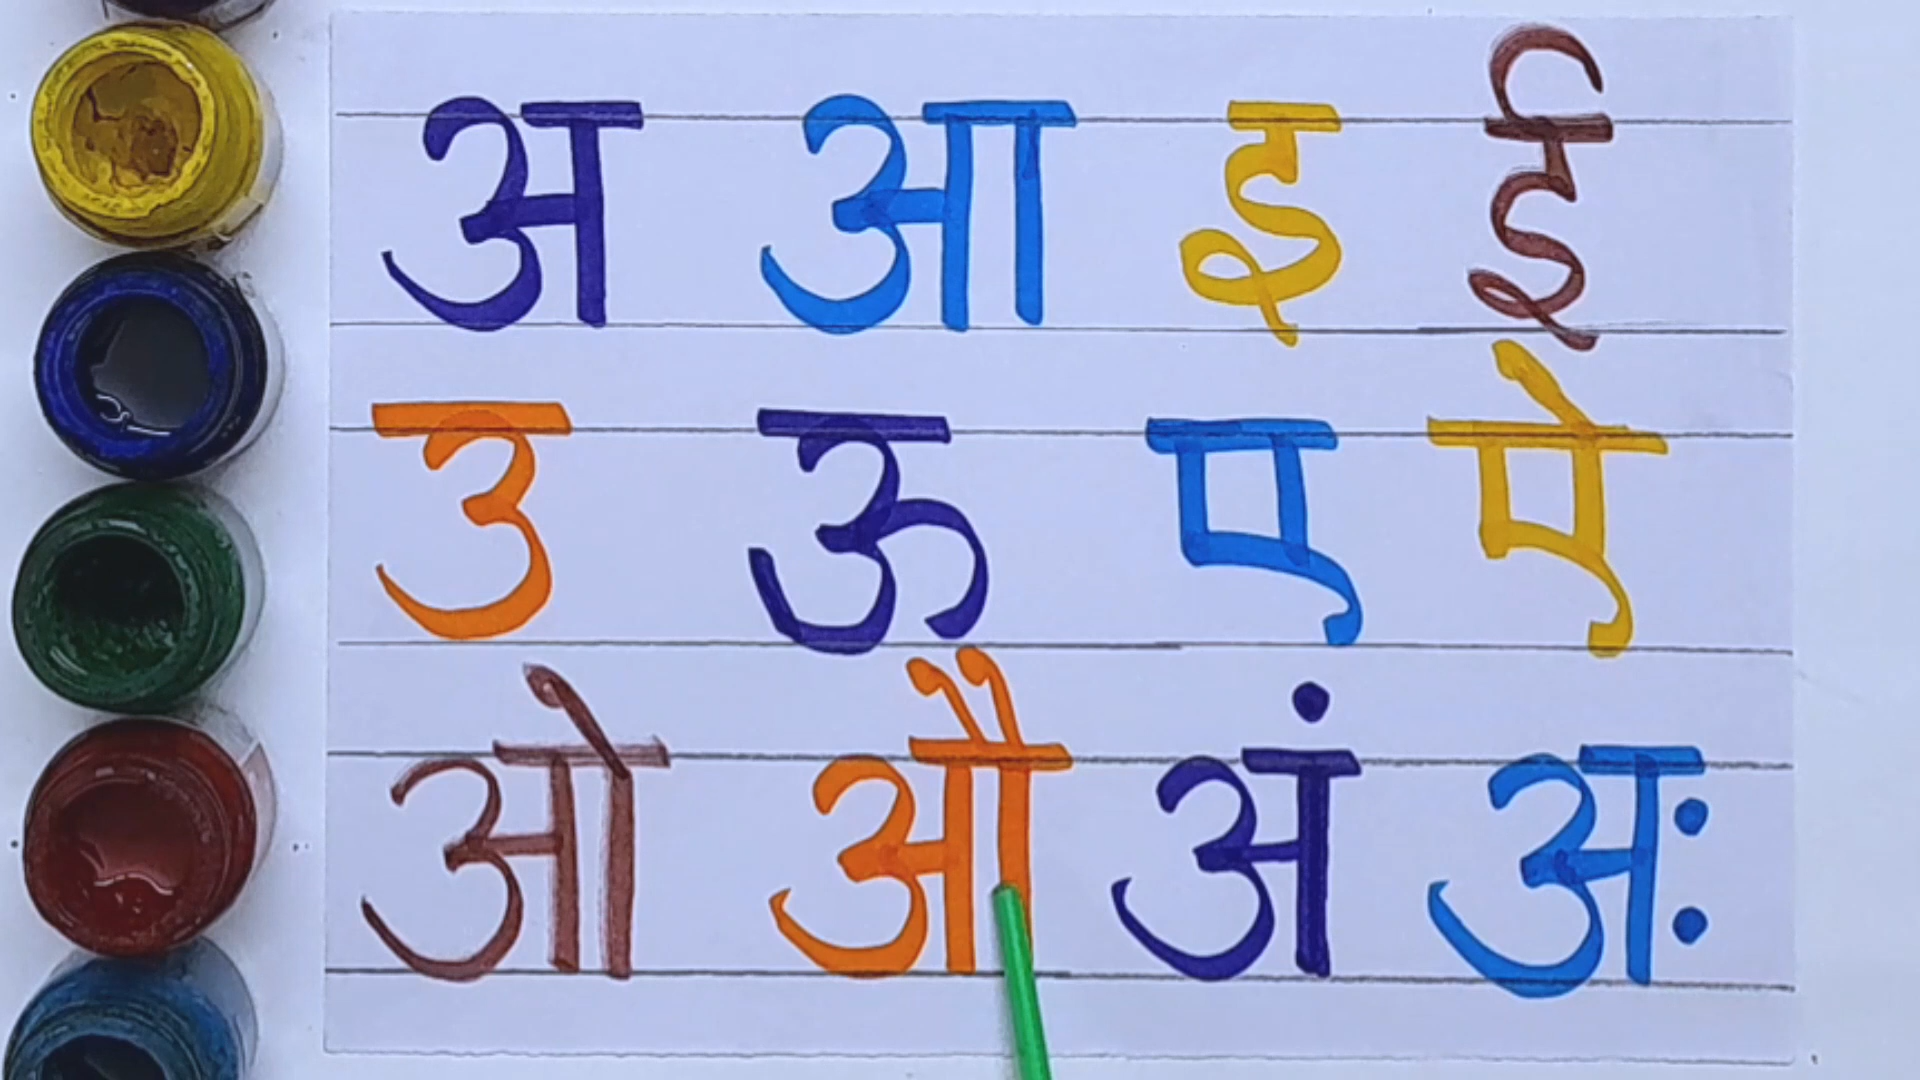 अ आ इ ई
उ ऊ ए ऐ
ओ औ अं अः